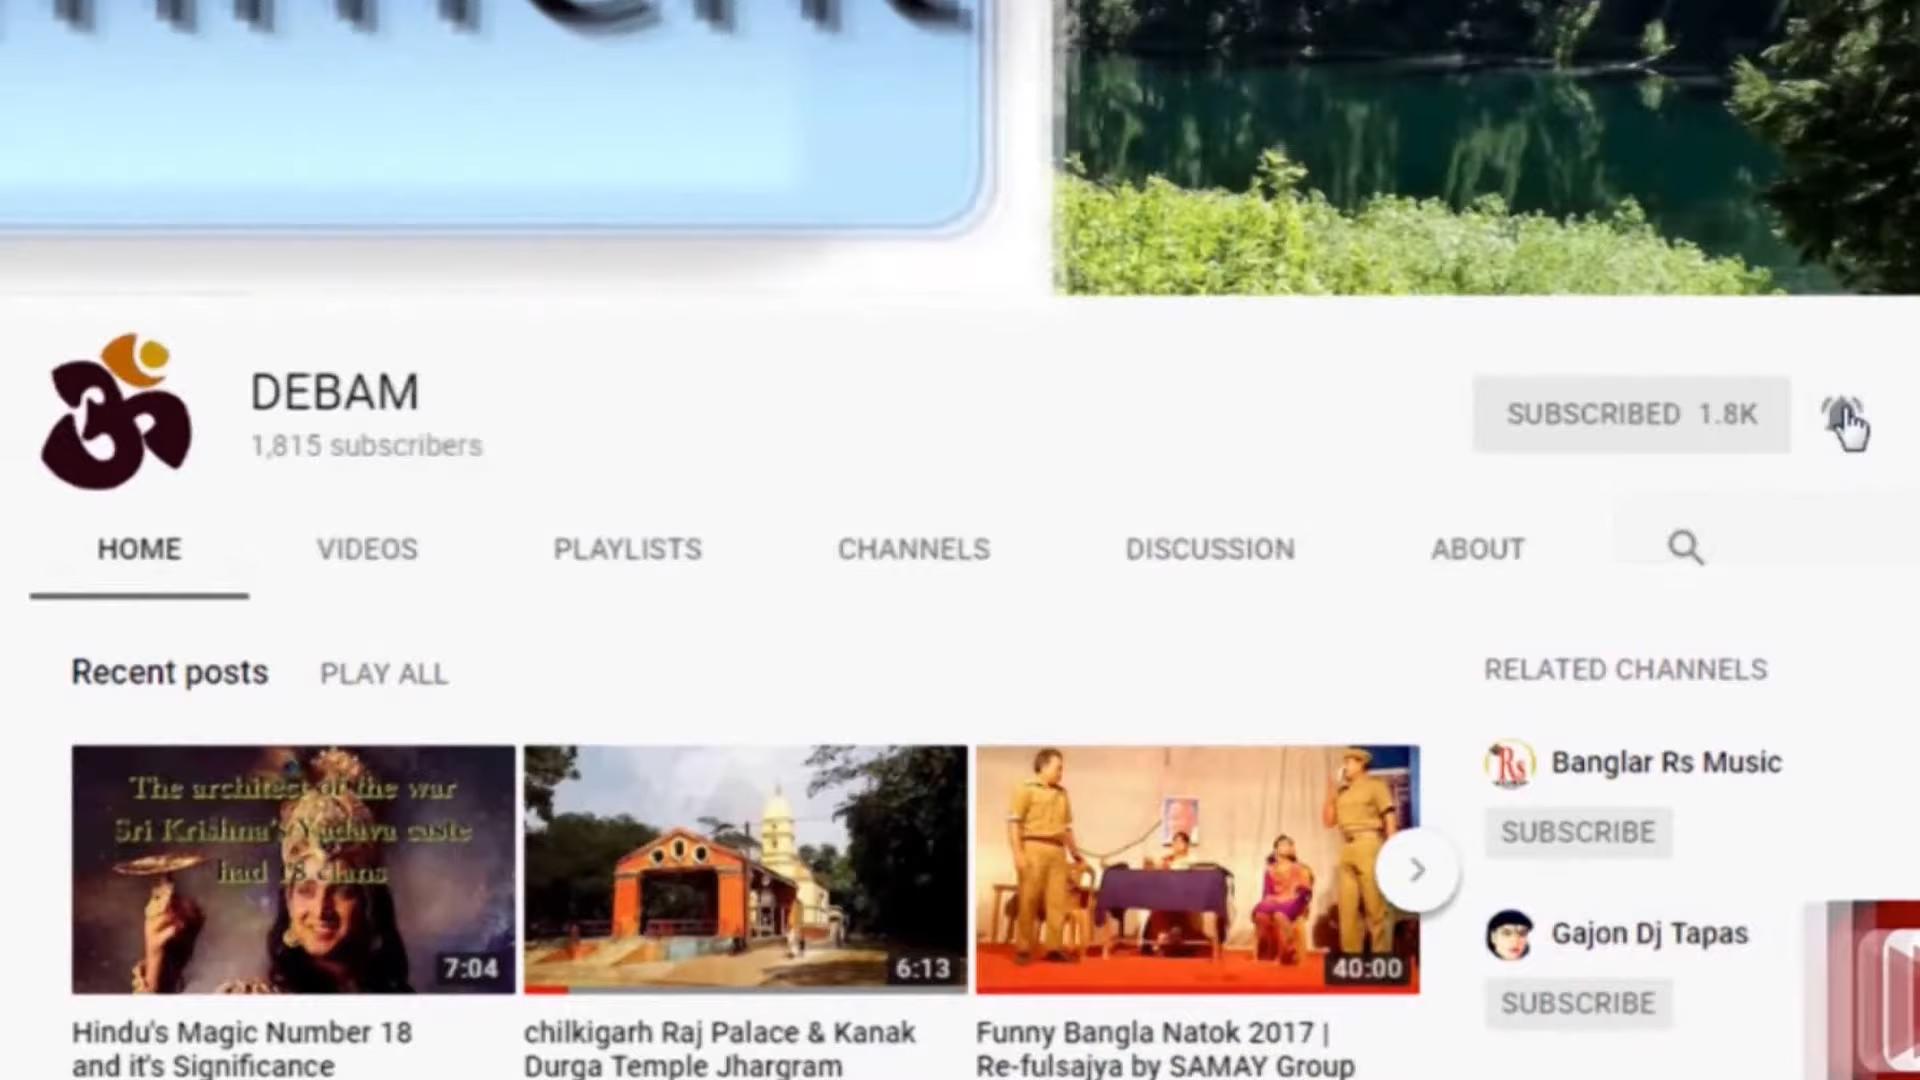 DEBAM
1,815 subscribers
SUBSCRIBED 1.8K
HOME VIDEOS PLAYLISTS CHANNELS DISCUSSION ABOUT
Recent posts PLAY ALL
RELATED CHANNELS
The architect of the war
Sri Krishna's Yadava caste
had 18 clans
7:04
6:13
40:00
Hindu's Magic Number 18
and it's Significance
chilkigarh Raj Palace & Kanak
Durga Temple Jhargram
Funny Bangla Natok 2017 |
Re-fulsajya by SAMAY Group
Rs
Banglar Rs Music
SUBSCRIBE
Gajon Dj Tapas
SUBSCRIBE